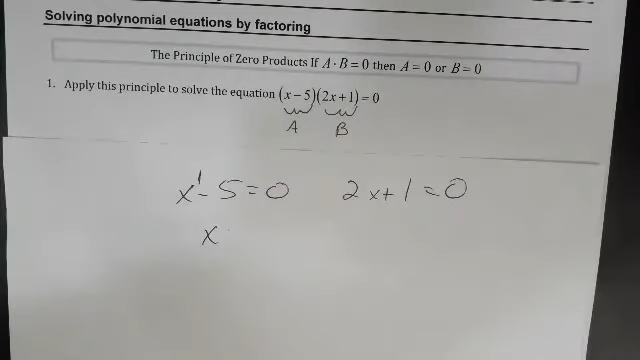 Solving polynomial equations by factoring
The Principle of Zero Products If A · B = 0 then A = 0 or B = 0
1. Apply this principle to solve the equation (x – 5)(2x + 1) = 0
A B
x¹ - 5 = 0 2x + 1 = 0
x